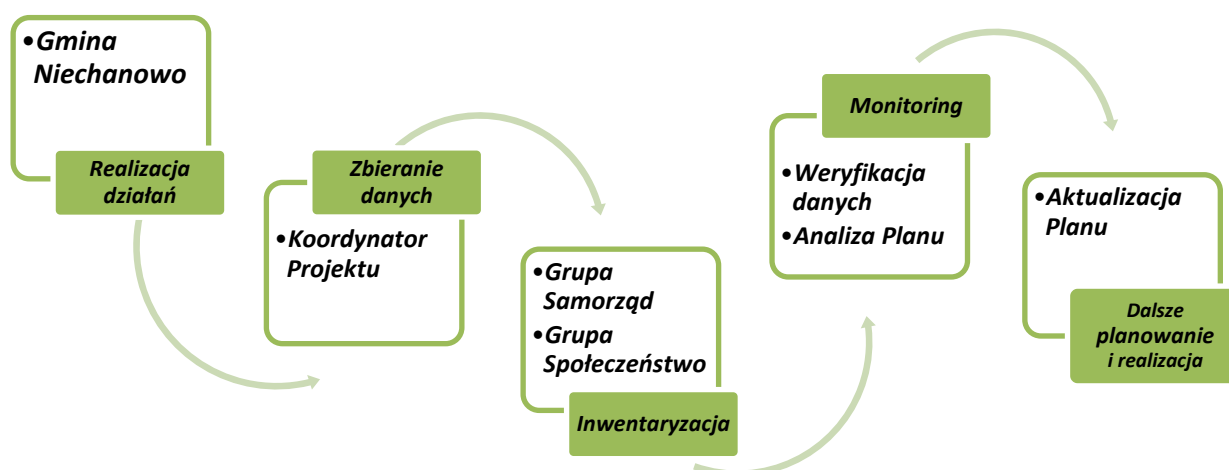 •Gmina
Niechanowo
Realizacja
działań
Zbieranie
danych
•Koordynator
Projektu
•Grupa
Samorząd
•Grupa
Społeczeństwo
Inwentaryzacja
Monitoring
•Weryfikacja
danych
•Analiza Planu
•Aktualizacja
Planu
Dalsze
planowanie
i realizacja